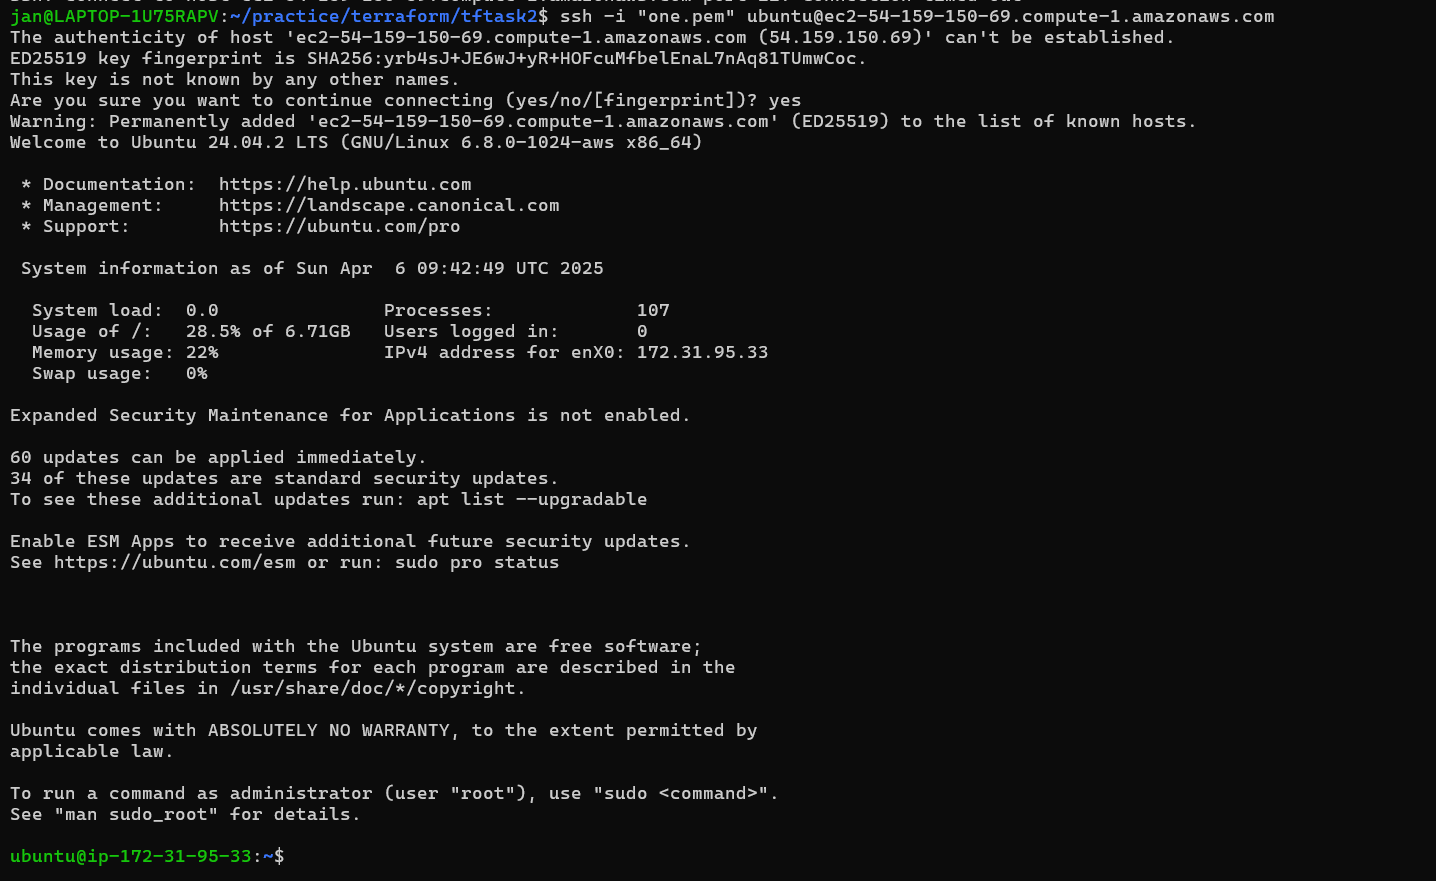 jan@LAPTOP-1U75RAPV:~/practice/terraform/tftask2$ ssh -i "one.pem" ubuntu@ec2-54-159-150-69.compute-1.amazonaws.com
The authenticity of host 'ec2-54-159-150-69.compute-1.amazonaws.com (54.159.150.69)' can't be established.
ED25519 key fingerprint is SHA256:yrb4sJ+JE6wJ+yR+HOFcuMfbelEnaL7nAq81TUmwCoc.
This key is not known by any other names.
Are you sure you want to continue connecting (yes/no/[fingerprint])? yes
Warning: Permanently added 'ec2-54-159-150-69.compute-1.amazonaws.com' (ED25519) to the list of known hosts.
Welcome to Ubuntu 24.04.2 LTS (GNU/Linux 6.8.0-1024-aws x86_64)

 * Documentation:  https://help.ubuntu.com
 * Management:     https://landscape.canonical.com
 * Support:        https://ubuntu.com/pro

 System information as of Sun Apr  6 09:42:49 UTC 2025

  System load:  0.0               Processes:             107
  Usage of /:   28.5% of 6.71GB   Users logged in:       0
  Memory usage: 22%               IPv4 address for enX0: 172.31.95.33
  Swap usage:   0%

Expanded Security Maintenance for Applications is not enabled.

60 updates can be applied immediately.
34 of these updates are standard security updates.
To see these additional updates run: apt list --upgradable

Enable ESM Apps to receive additional future security updates.
See https://ubuntu.com/esm or run: sudo pro status

The programs included with the Ubuntu system are free software;
the exact distribution terms for each program are described in the
individual files in /usr/share/doc/*/copyright.

Ubuntu comes with ABSOLUTELY NO WARRANTY, to the extent permitted by
applicable law.

To run a command as administrator (user "root"), use "sudo <command>".
See "man sudo_root" for details.

ubuntu@ip-172-31-95-33:~$